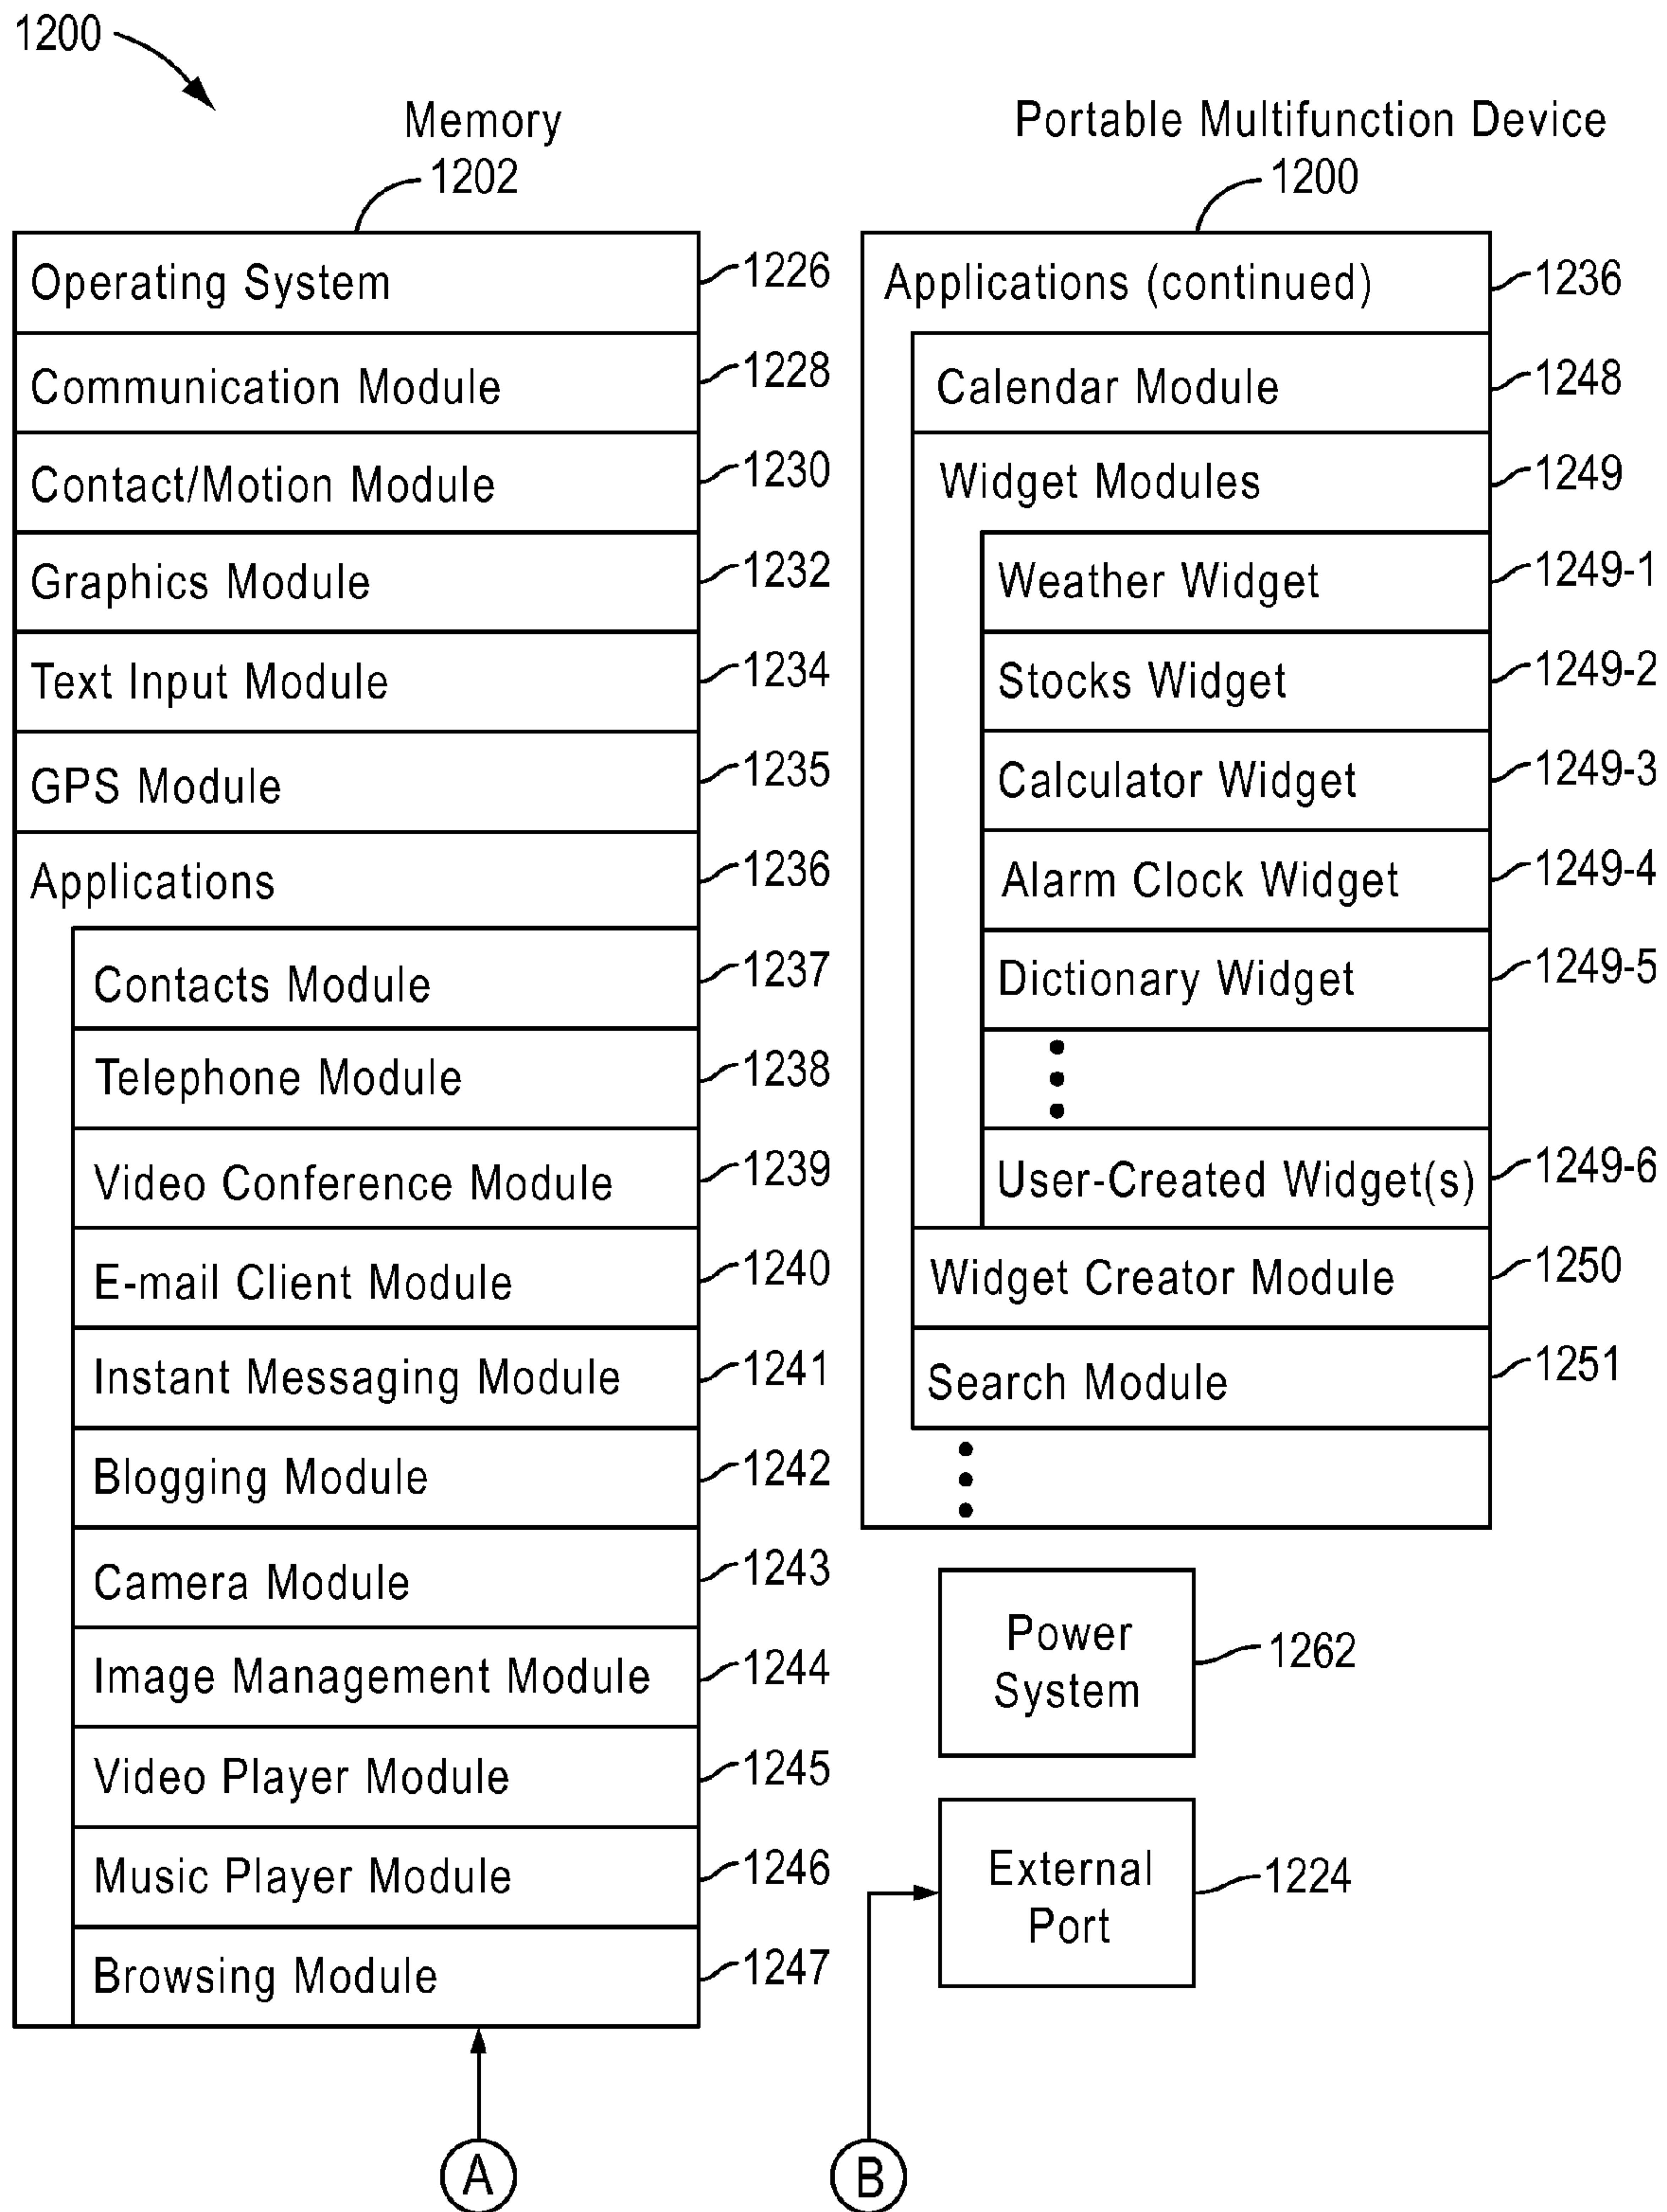 1200
Memory
1202
Operating System 1226
Communication Module 1228
Contact/Motion Module 1230
Graphics Module 1232
Text Input Module 1234
GPS Module 1235
Applications 1236
Contacts Module 1237
Telephone Module 1238
Video Conference Module 1239
E-mail Client Module 1240
Instant Messaging Module 1241
Blogging Module 1242
Camera Module 1243
Image Management Module 1244
Video Player Module 1245
Music Player Module 1246
Browsing Module 1247
A
Portable Multifunction Device
1200
Applications (continued) 1236
Calendar Module 1248
Widget Modules 1249
Weather Widget 1249-1
Stocks Widget 1249-2
Calculator Widget 1249-3
Alarm Clock Widget 1249-4
Dictionary Widget 1249-5
User-Created Widget(s) 1249-6
Widget Creator Module 1250
Search Module 1251
Power
System
1262
External
Port
1224
B